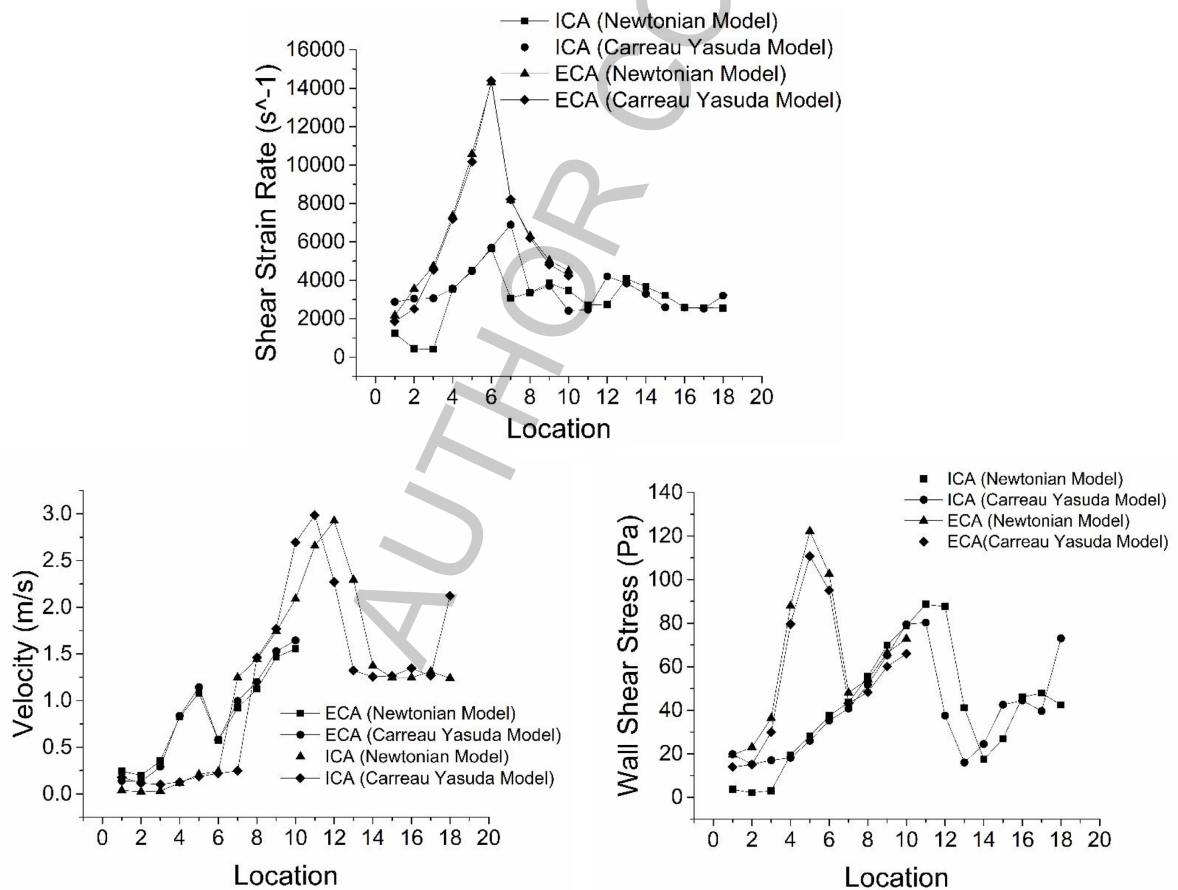 ICA (Newtonian Model)
ICA (Carreau Yasuda Model)
ECA (Newtonian Model)
ECA (Carreau Yasuda Model)
16000
14000
12000
10000
8000
6000
4000
2000
0
Shear Strain Rate (s^-1)
0 2 4 6 8 10 12 14 16 18 20
Location
3.0
2.5
2.0
1.5
1.0
0.5
0.0
Velocity (m/s)
ECA (Newtonian Model)
ECA (Carreau Yasuda Model)
ICA (Newtonian Model)
ICA (Carreau Yasuda Model)
0 2 4 6 8 10 12 14 16 18 20
Location
ICA (Newtonian Model)
ICA (Carreau Yasuda Model)
ECA (Newtonian Model)
ECA(Carreau Yasuda Model)
140
120
100
80
60
40
20
0
Wall Shear Stress (Pa)
0 2 4 6 8 10 12 14 16 18 20
Location
AUTHOR CO